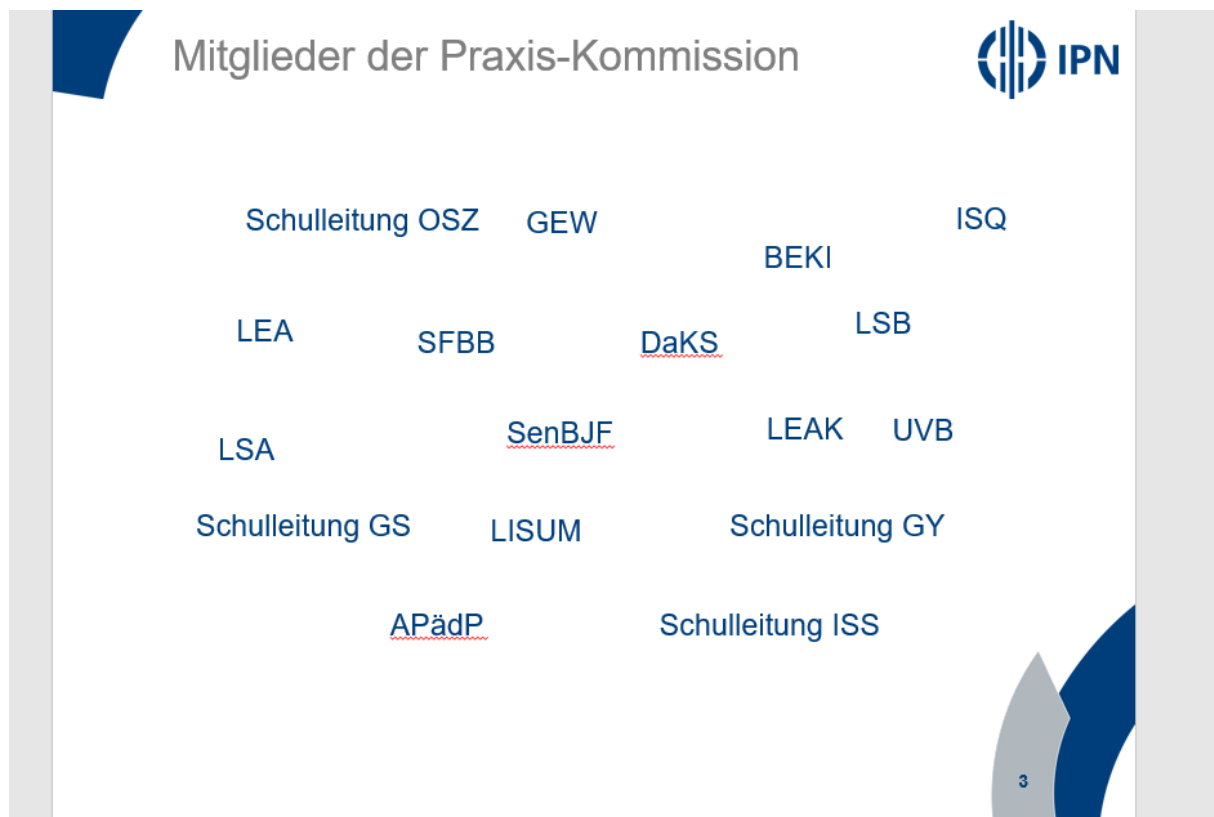 Mitglieder der Praxis-Kommission
IPN
Schulleitung OSZ GEW ISQ
BEKI
LEA SFBB DaKS LSB
LSA SenBJF LEAK UVB
Schulleitung GS LISUM Schulleitung GY
APädP Schulleitung ISS
3